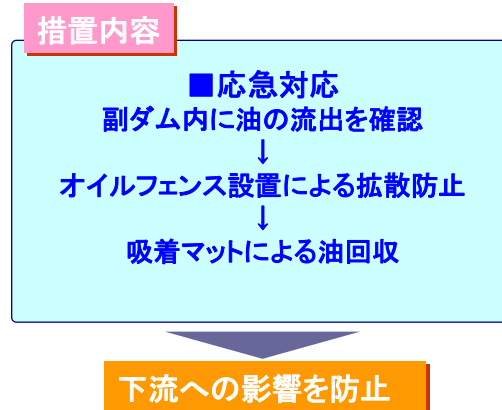 措置内容
■応急対応
副ダム内に油の流出を確認
↓
オイルフェンス設置による拡散防止
↓
吸着マットによる油回収
下流への影響を防止